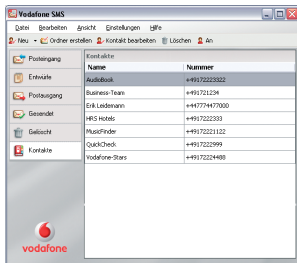 Vodafone SMS
Datei Bearbeiten Ansicht Einstellungen Hilfe
Neu Ordner erstellen Kontakt bearbeiten Löschen An
Posteingang
Entwürfe
Postausgang
Gesendet
Gelöscht
Kontakte
Kontakte
Name Nummer
AudioBook +49172223322
Business-Team +491721234
Erik Leidemann +447774477000
HRS Hotels +49172222333
MusicFinder +49172221122
QuickCheck +49172222999
Vodafone-Stars +49172224488
vodafone